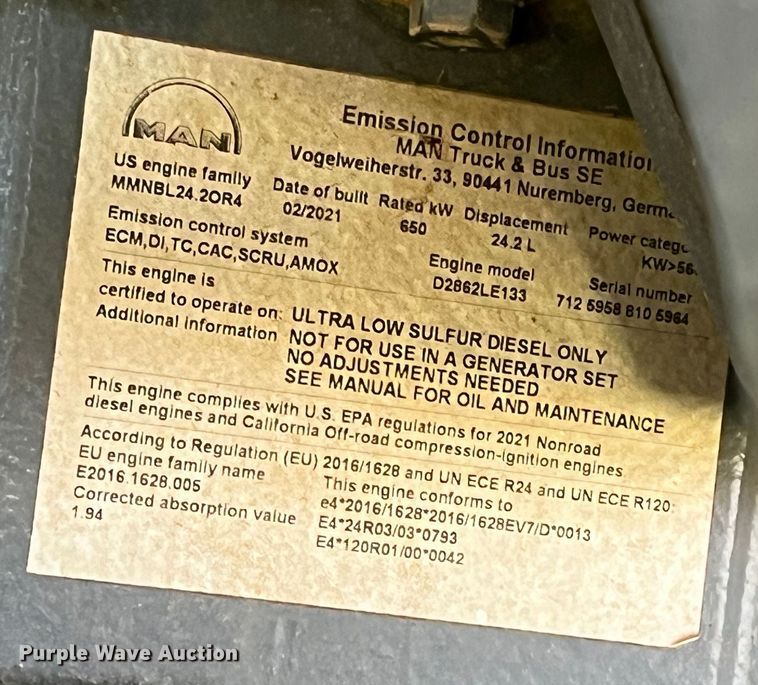 MAN
Emission Control Information
MAN Truck & Bus SE
Vogelweiherstr. 33, 90441 Nuremberg, Germ
US engine family
MMNBL24.2OR4
Date of built
02/2021
Rated kW
650
Displacement
24.2 L
Power categ
KW>56
Emission control system
ECM,DI,TC,CAC,SCRU,AMOX
Engine model
D2862LE133
Serial number
712 5958 810 5964
This engine is
certified to operate on: ULTRA LOW SULFUR DIESEL ONLY
Additional information NOT FOR USE IN A GENERATOR SET
NO ADJUSTMENTS NEEDED
SEE MANUAL FOR OIL AND MAINTENANCE
This engine complies with U.S. EPA regulations for 2021 Nonroad
diesel engines and California Off-road compression-ignition engines
According to Regulation (EU) 2016/1628 and UN ECE R24 and UN ECE R120:
EU engine family name
E2016.1628.005
Corrected absorption value
1.94
This engine conforms to
e4*2016/1628*2016/1628EV7/D*0013
E4*24R03/03*0793
E4*120R01/00*0042
Purple Wave Auction